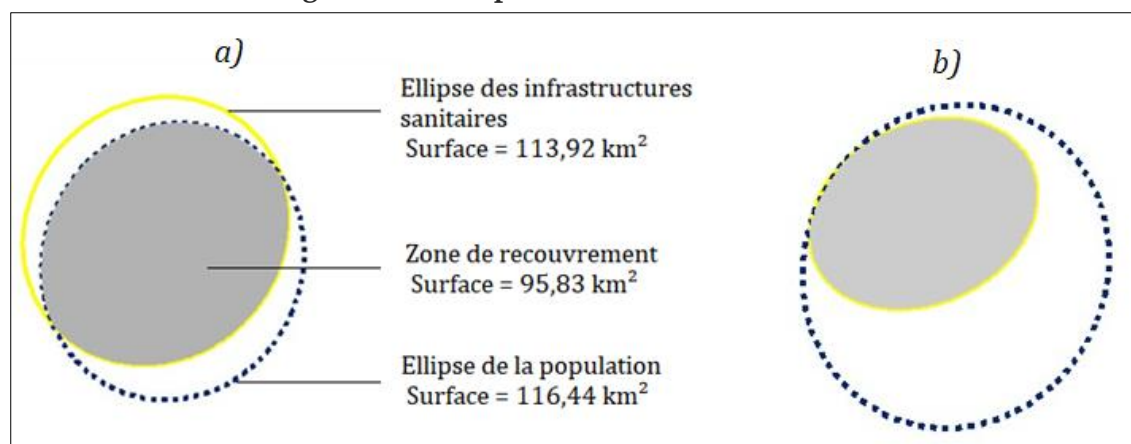 a)
Ellipse des infrastructures
sanitaires
Surface = 113,92 km²
Zone de recouvrement
Surface = 95,83 km²
Ellipse de la population
Surface = 116,44 km²
b)